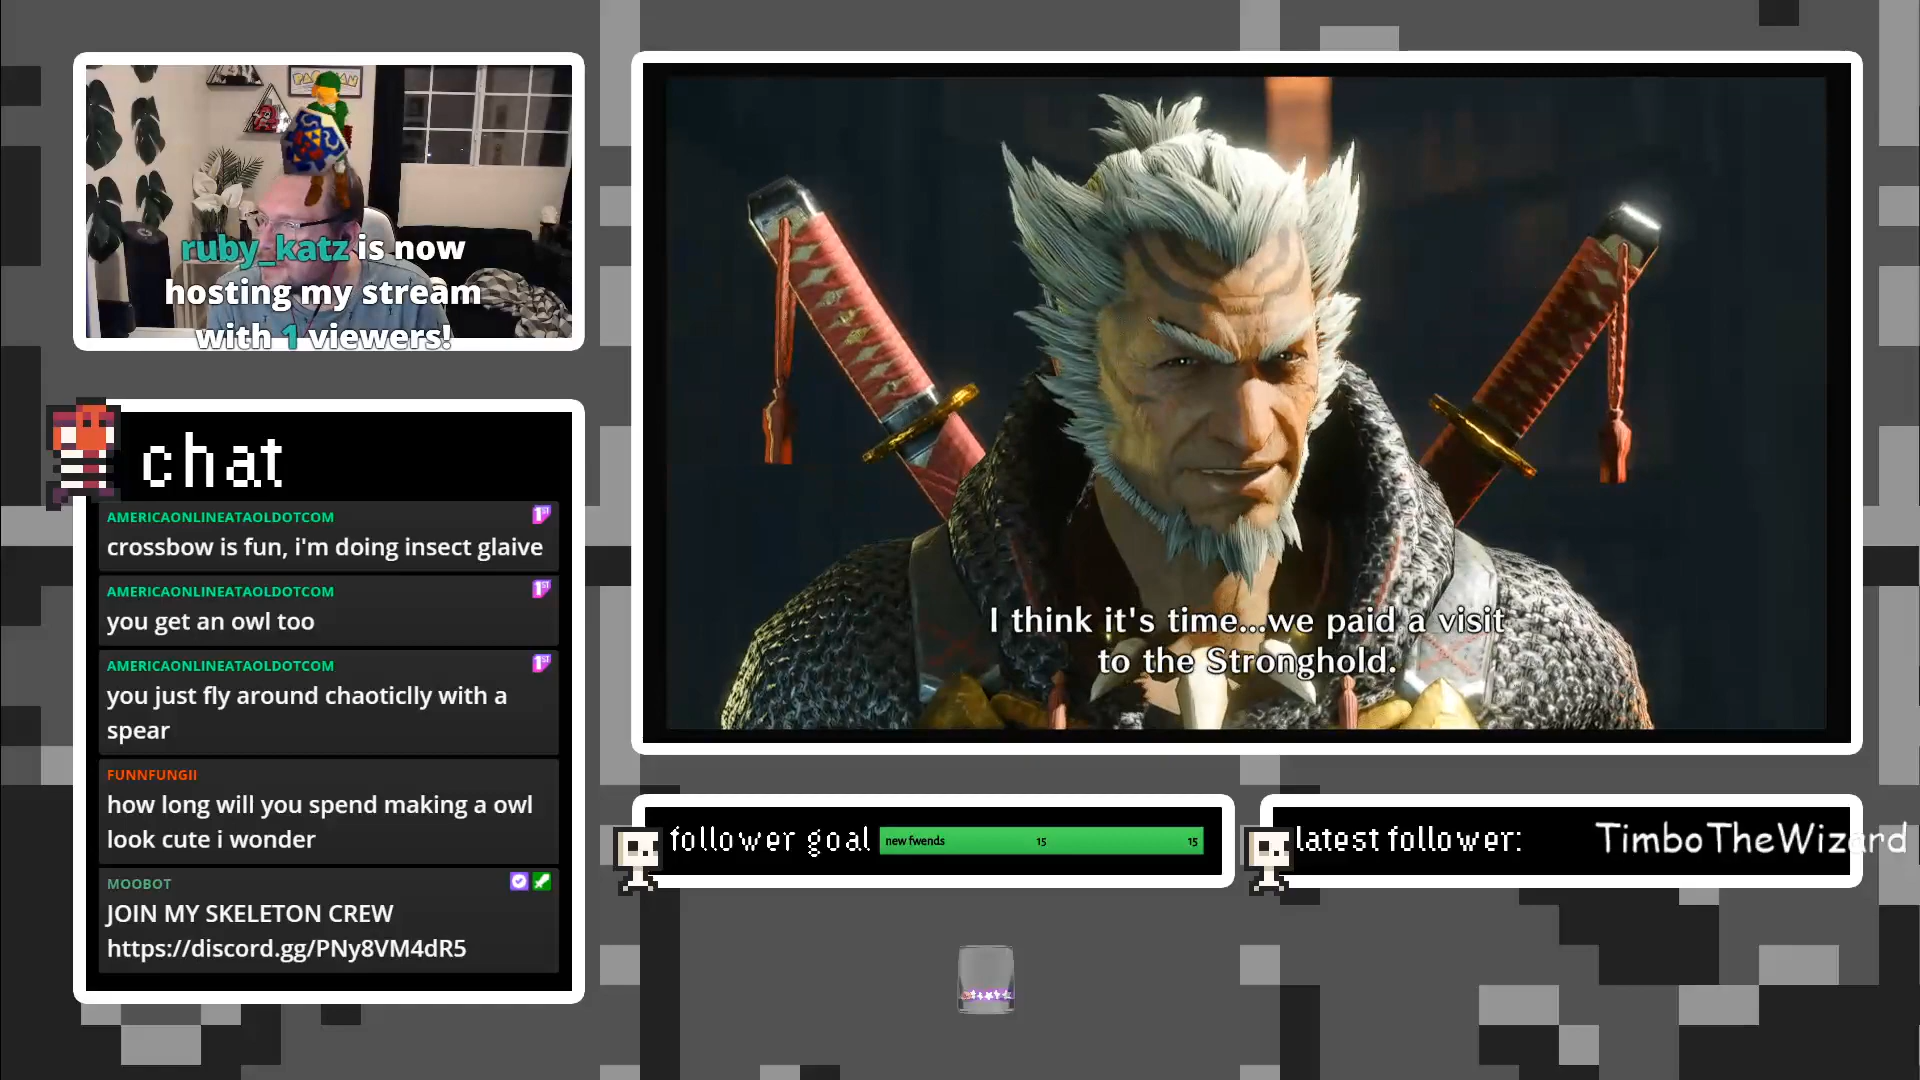 ruby_katz is now
hosting my stream
with 1 viewers!
chat
AMERICAONLINEATAOLDOTCOM
crossbow is fun, i'm doing insect glaive
AMERICAONLINEATAOLDOTCOM
you get an owl too
AMERICAONLINEATAOLDOTCOM
you just fly around chaoticlly with a
spear
FUNNFUNGII
how long will you spend making a owl
look cute i wonder
MOOBOT
JOIN MY SKELETON CREW
https://discord.gg/PNy8VM4dR5
I think it's time...we paid a visit
to the Stronghold.
follower goal
new fwends 15 15
latest follower: TimboTheWizard